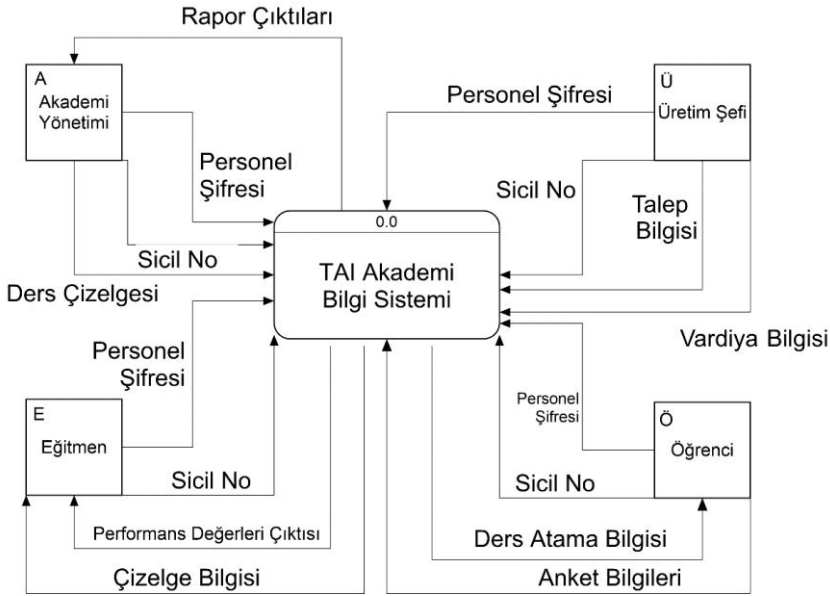 Rapor Çıktıları
A
Akademi
Yönetimi
Personel
Şifresi
Sicil No
Ders Çizelgesi
Personel Şifresi
Ü
Üretim Şefi
Sicil No
Talep
Bilgisi
Vardiya Bilgisi
0.0
TAI Akademi
Bilgi Sistemi
Personel
Şifresi
E
Eğitmen
Sicil No
Performans Değerleri Çıktısı
Çizelge Bilgisi
Personel
Şifresi
Ö
Öğrenci
Sicil No
Ders Atama Bilgisi
Anket Bilgileri